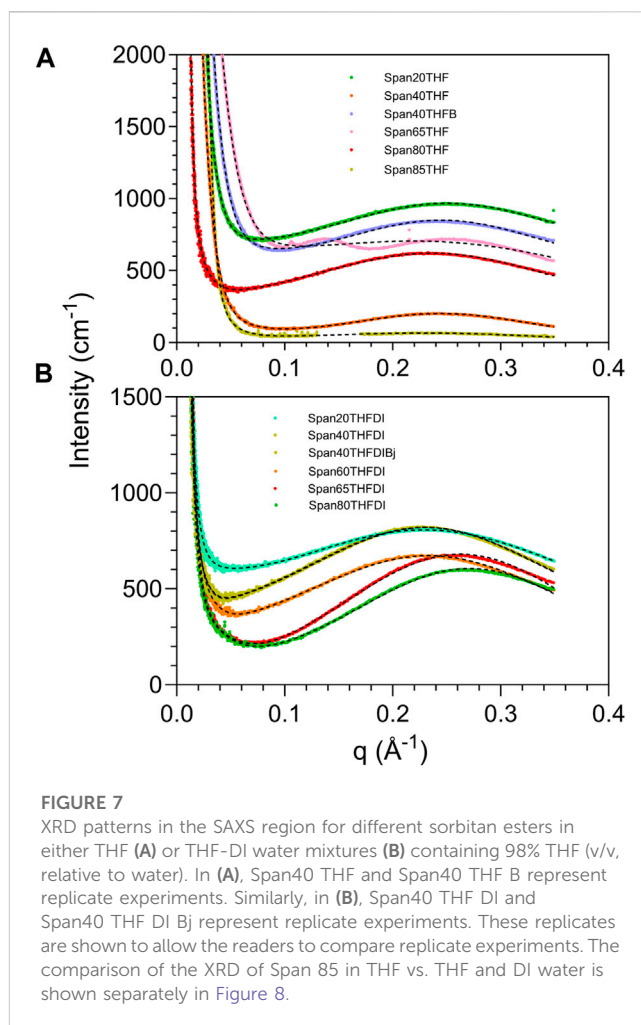 A
2000
1500
1000
500
0
Span20THF
Span40THF
Span40THFB
Span65THF
Span80THF
Span85THF
0.0 0.1 0.2 0.3 0.4
Intensity (cm⁻¹)
B
1500
1000
500
0
Span20THFDI
Span40THFDI
Span40THFDIBj
Span60THFDI
Span65THFDI
Span80THFDI
0.0 0.1 0.2 0.3 0.4
q (Å⁻¹)
FIGURE 7
XRD patterns in the SAXS region for different sorbitan esters in
either THF (A) or THF-DI water mixtures (B) containing 98% THF (v/v,
relative to water). In (A), Span40 THF and Span40 THF B represent
replicate experiments. Similarly, in (B), Span40 THF DI and
Span40 THF DI Bj represent replicate experiments. These replicates
are shown to allow the readers to compare replicate experiments. The
comparison of the XRD of Span 85 in THF vs. THF and DI water is
shown separately in Figure 8.